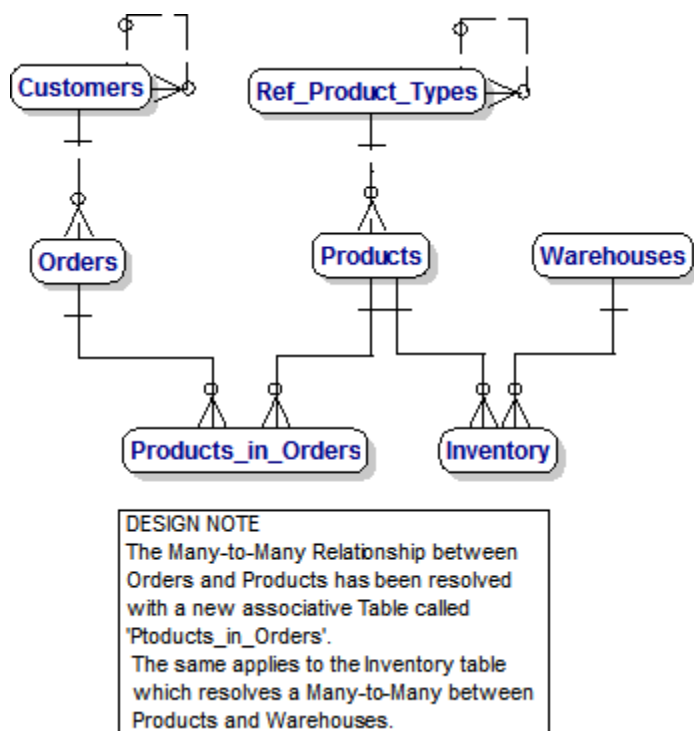 Customers
Ref_Product_Types
Orders
Products
Warehouses
Products_in_Orders
Inventory
DESIGN NOTE
The Many-to-Many Relationship between
Orders and Products has been resolved
with a new associative Table called
'Ptoducts_in_Orders'.
The same applies to the Inventory table
which resolves a Many-to-Many between
Products and Warehouses.